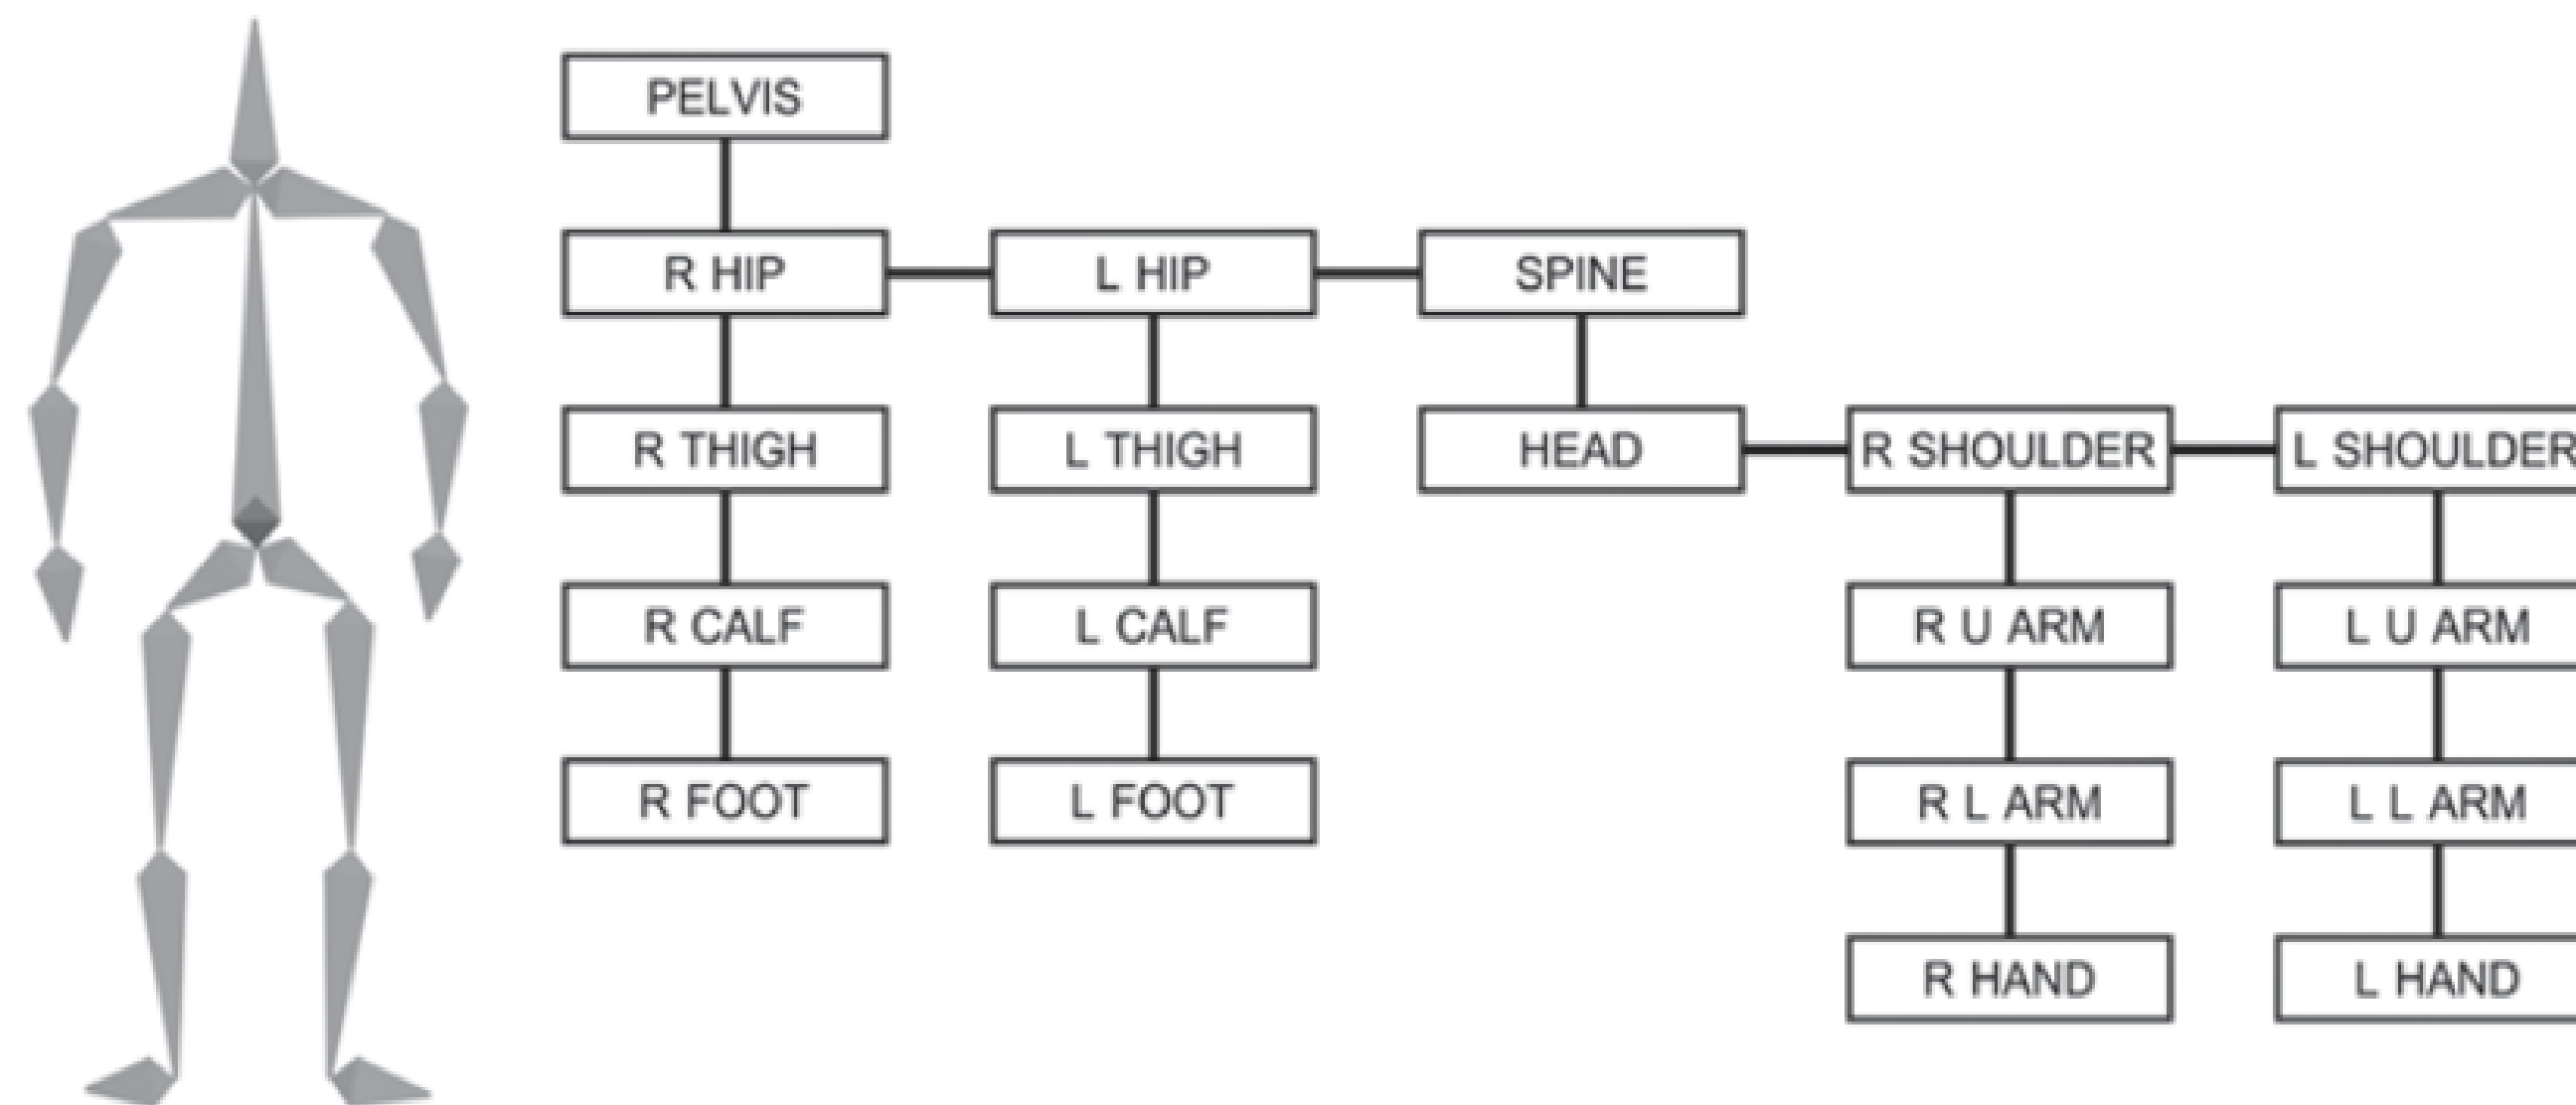 PELVIS
R HIP
L HIP
SPINE
R THIGH
L THIGH
HEAD
R SHOULDER
L SHOULDER
R CALF
L CALF
R U ARM
L U ARM
R FOOT
L FOOT
R L ARM
L L ARM
R HAND
L HAND